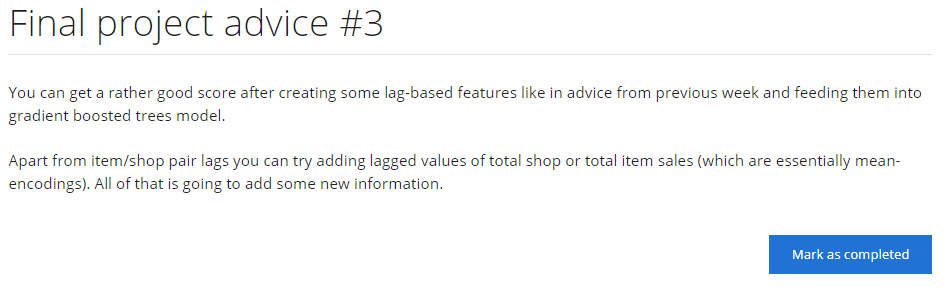 Final project advice #3
You can get a rather good score after creating some lag-based features like in advice from previous week and feeding them into
gradient boosted trees model.
Apart from item/shop pair lags you can try adding lagged values of total shop or total item sales (which are essentially mean-
encodings). All of that is going to add some new information.
Mark as completed